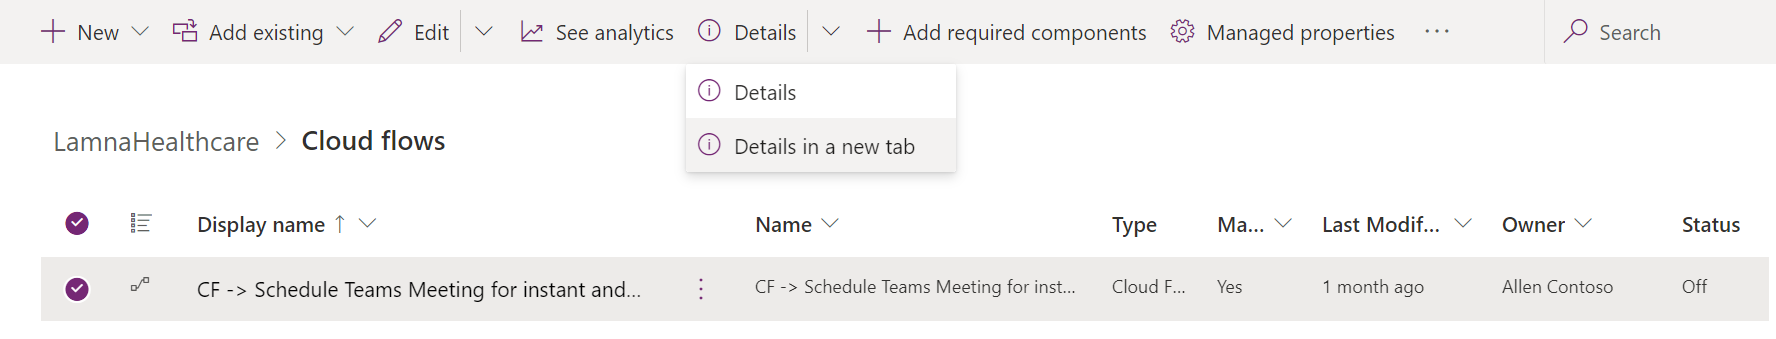 New Add existing Edit See analytics Details Add required components Managed properties ··· Search
Details
Details in a new tab
LamnaHealthcare > Cloud flows
Display name ↑ Name Type Ma... Last Modif... Owner Status
CF -> Schedule Teams Meeting for instant and... CF -> Schedule Teams Meeting for inst... Cloud F... Yes 1 month ago Allen Contoso Off